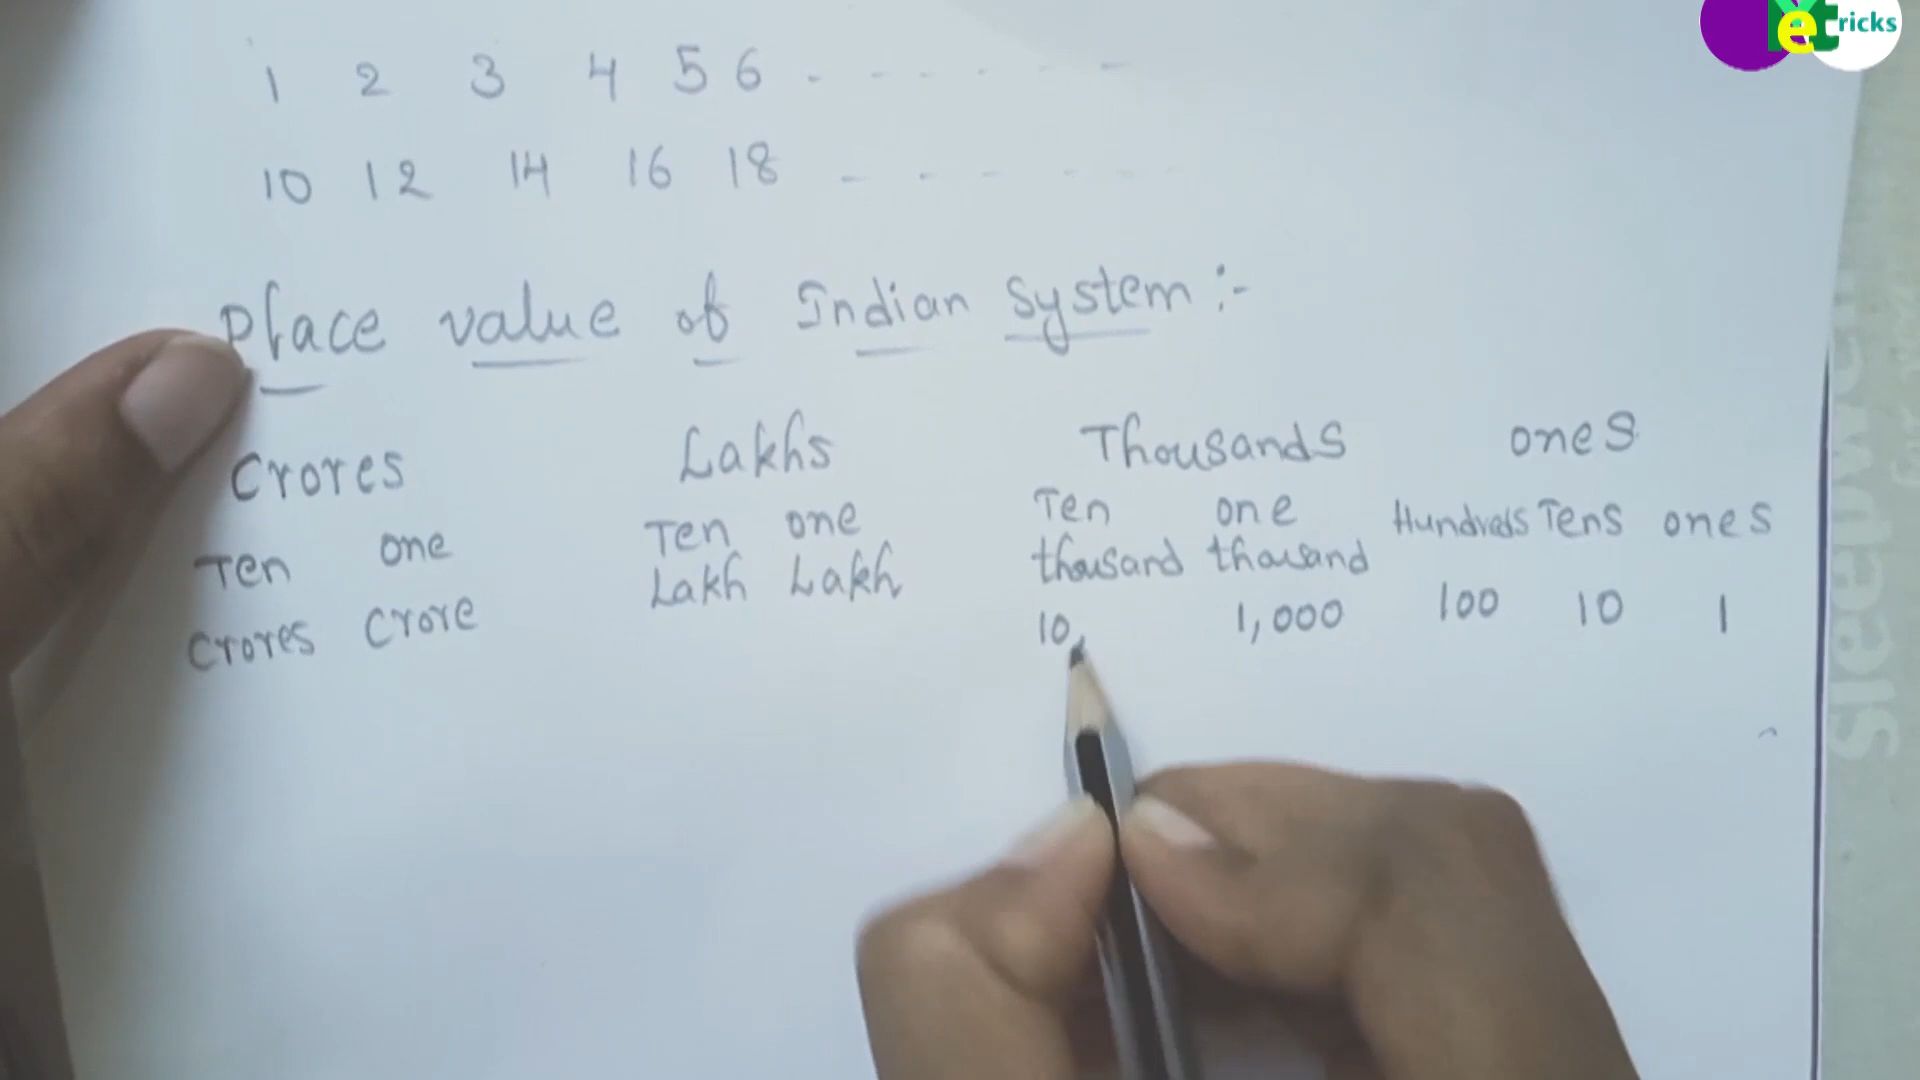 1 2 3 4 5 6 . - - - - -
10 12 14 16 18 - - - - -
Place value of Indian System :-
Crores Lakhs Thousands ones
Ten one Ten one Ten one Hundreds Tens ones
Crores Crore Lakh Lakh thousand thousand
10, 1,000 100 10 1
Yetricks